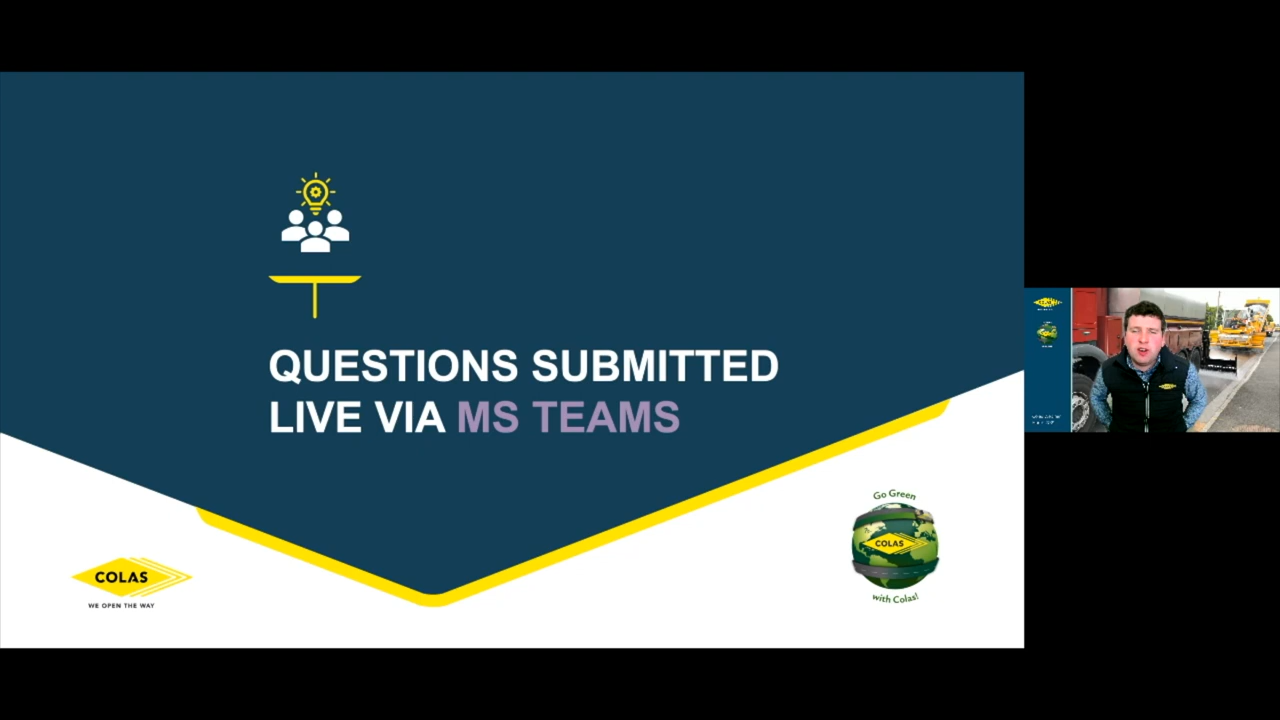 QUESTIONS SUBMITTED
LIVE VIA MS TEAMS
COLAS
WE OPEN THE WAY
Go Green
COLAS
with Colas!